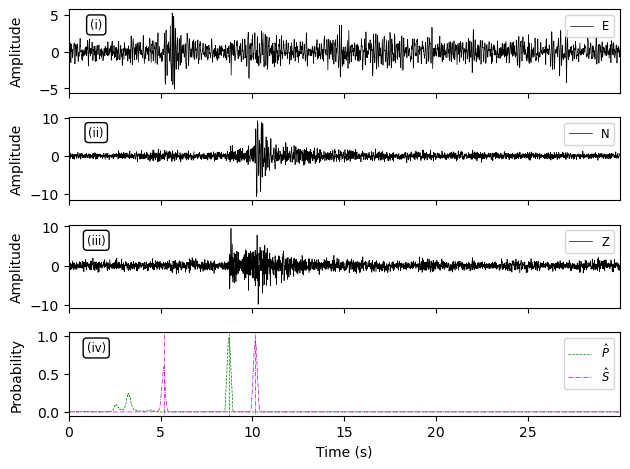 Amplitude
5
0
−5
(i)
E
Amplitude
10
0
−10
(ii)
N
Amplitude
10
0
−10
(iii)
Z
Probability
1.0
0.5
0.0
(iv)
P̂
Ŝ
0 5 10 15 20 25
Time (s)